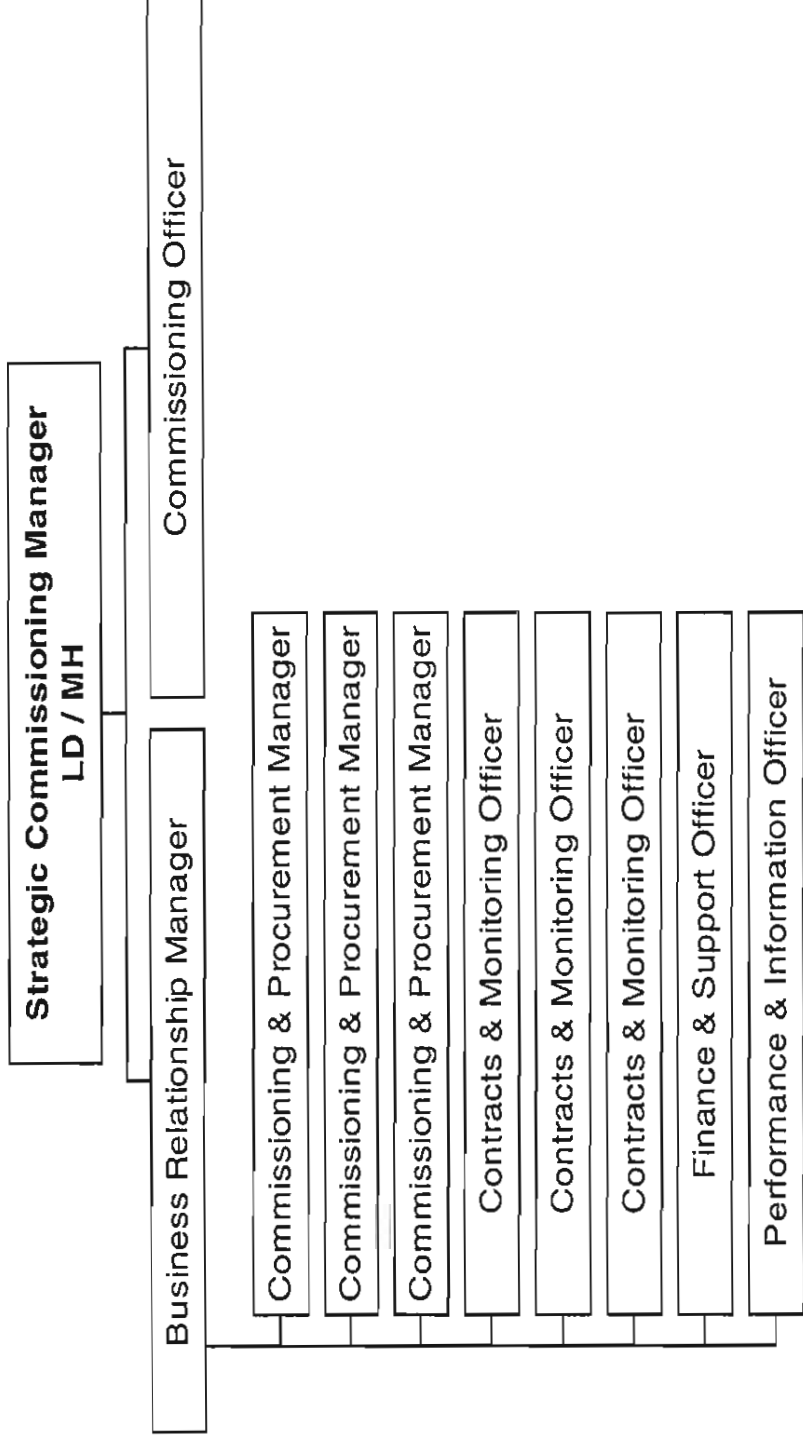 Strategic Commissioning Manager
LD / MH
Business Relationship Manager
Commissioning Officer
Commissioning & Procurement Manager
Commissioning & Procurement Manager
Commissioning & Procurement Manager
Contracts & Monitoring Officer
Contracts & Monitoring Officer
Contracts & Monitoring Officer
Finance & Support Officer
Performance & Information Officer